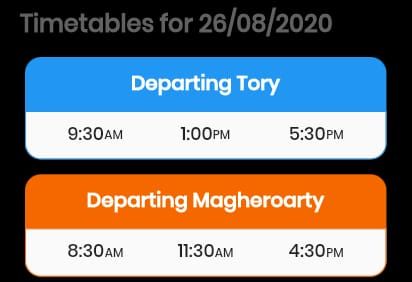 Timetables for 26/08/2020
Departing Tory
9:30AM 1:00PM 5:30PM
Departing Magheroarty
8:30AM 11:30AM 4:30PM